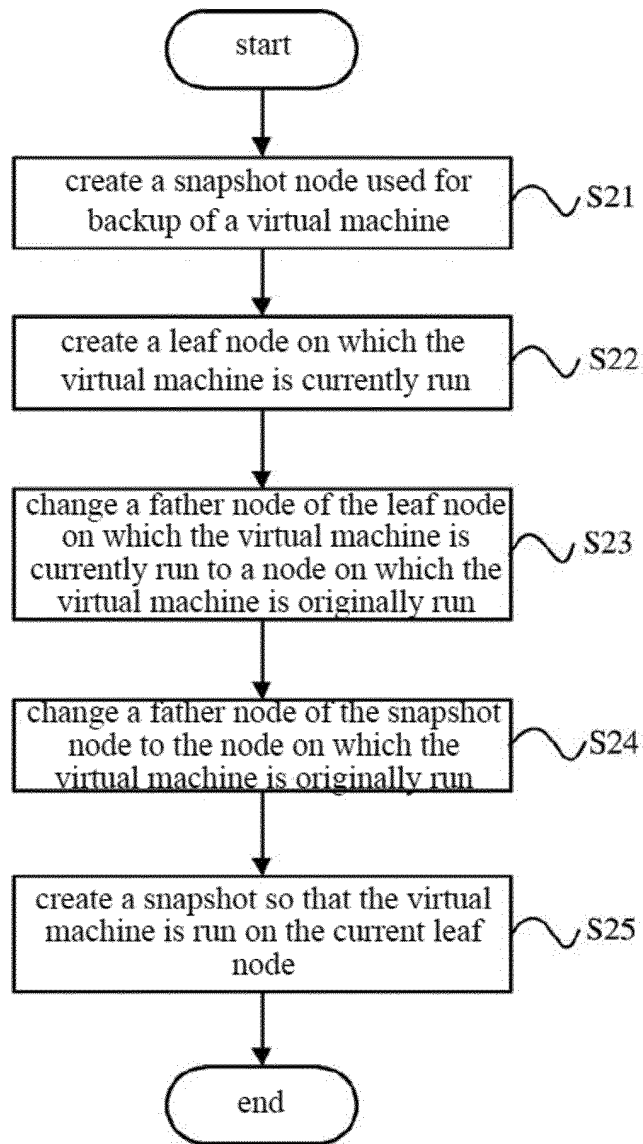 start
create a snapshot node used for
backup of a virtual machine
S21
create a leaf node on which the
virtual machine is currently run
S22
change a father node of the leaf node
on which the virtual machine is
currently run to a node on which the
virtual machine is originally run
S23
change a father node of the snapshot
node to the node on which the
virtual machine is originally run
S24
create a snapshot so that the virtual
machine is run on the current leaf
node
S25
end